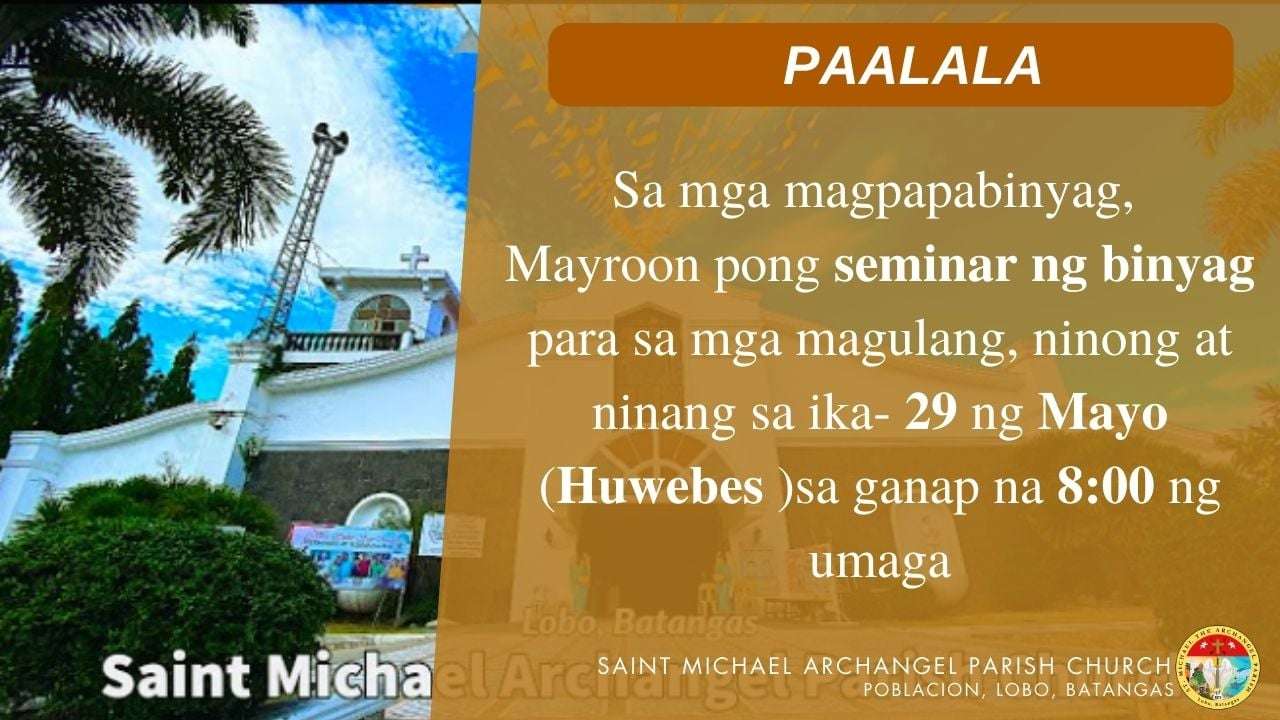 PAALALA
Sa mga magpapabinyag,
Mayroon pong seminar ng binyag
para sa mga magulang, ninong at
ninang sa ika- 29 ng Mayo
(Huwebes )sa ganap na 8:00 ng
umaga
Lobo, Batangas
Saint Michael Archangel Parish
SAINT MICHAEL ARCHANGEL PARISH CHURCH
POBLACION, LOBO, BATANGAS